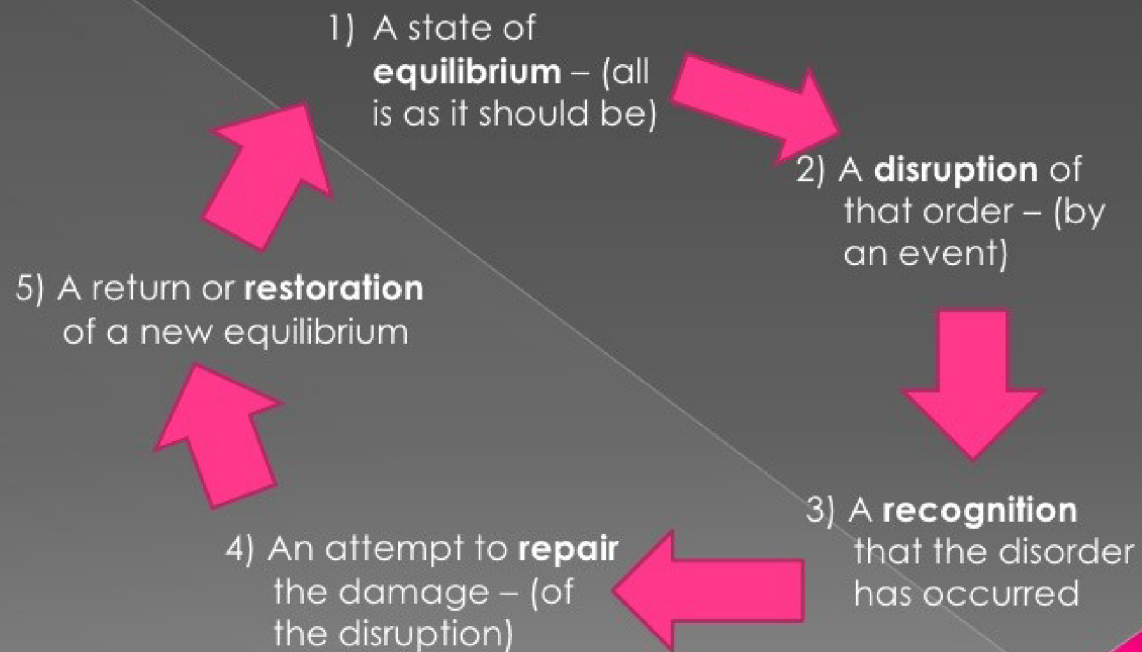 1) A state of
equilibrium – (all
is as it should be)
2) A disruption of
that order – (by
an event)
3) A recognition
that the disorder
has occurred
4) An attempt to repair
the damage – (of
the disruption)
5) A return or restoration
of a new equilibrium